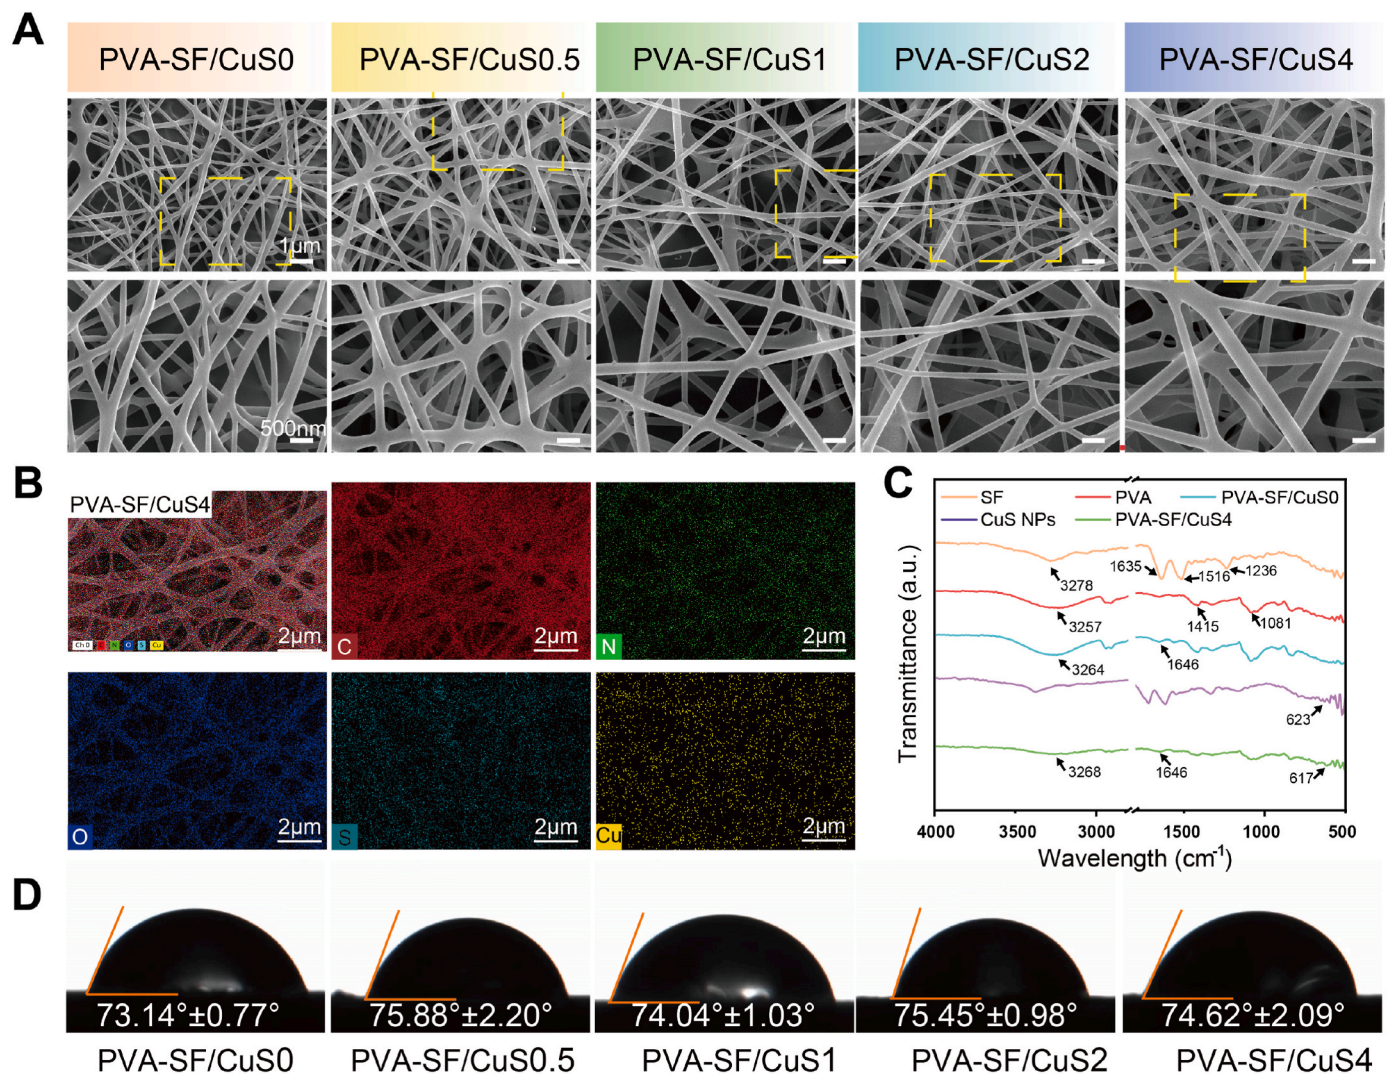 A
PVA-SF/CuS0
PVA-SF/CuS0.5
PVA-SF/CuS1
PVA-SF/CuS2
PVA-SF/CuS4
1μm
500nm
B
PVA-SF/CuS4
Ch 0 C N O S Cu
2μm
C
2μm
N
2μm
O
2μm
S
2μm
Cu
2μm
C
SF
PVA
PVA-SF/CuS0
CuS NPs
PVA-SF/CuS4
3278
1635
1516
1236
3257
1415
1081
3264
1646
623
3268
1646
617
Transmittance (a.u.)
4000 3500 3000 1500 1000 500
Wavelength (cm⁻¹)
D
73.14°±0.77°
75.88°±2.20°
74.04°±1.03°
75.45°±0.98°
74.62°±2.09°
PVA-SF/CuS0
PVA-SF/CuS0.5
PVA-SF/CuS1
PVA-SF/CuS2
PVA-SF/CuS4